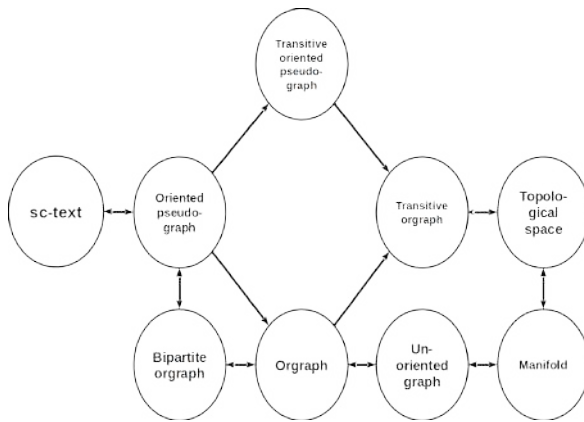 Transitive
oriented
pseudo-
graph
sc-text
Oriented
pseudo-
graph
Transitive
orgraph
Topolo-
gical
space
Bipartite
orgraph
Orgraph
Un-
oriented
graph
Manifold